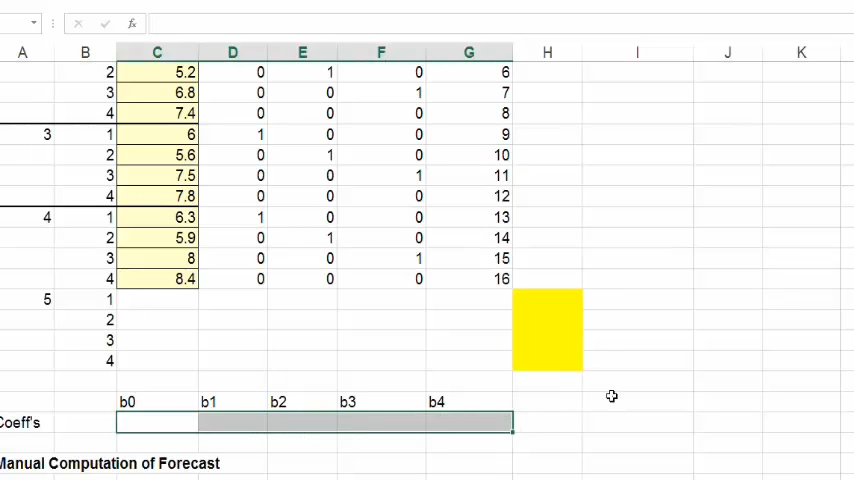 fx
A B C D E F G H I J K
2 5.2 0 1 0 6
3 6.8 0 0 1 7
4 7.4 0 0 0 8
3 1 6 1 0 0 9
2 5.6 0 1 0 10
3 7.5 0 0 1 11
4 7.8 0 0 0 12
4 1 6.3 1 0 0 13
2 5.9 0 1 0 14
3 8 0 0 1 15
4 8.4 0 0 0 16
5 1
2
3
4
b0 b1 b2 b3 b4
Coeff's
Manual Computation of Forecast